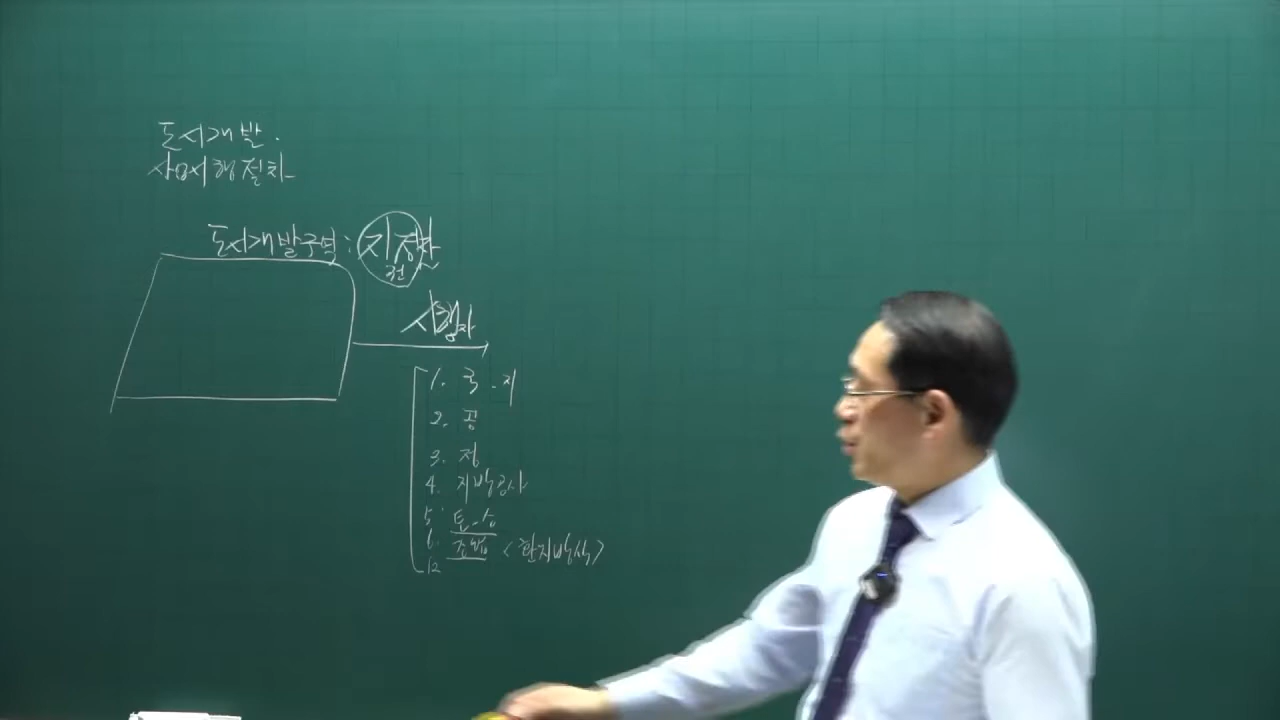 도시개발.
사업시행절차
도시개발구역: 지정권
전
시행자
1. 국-지
2. 공
3. 정
4. 지방공사
5. 토-소
6. 조합 <환지방식>
12